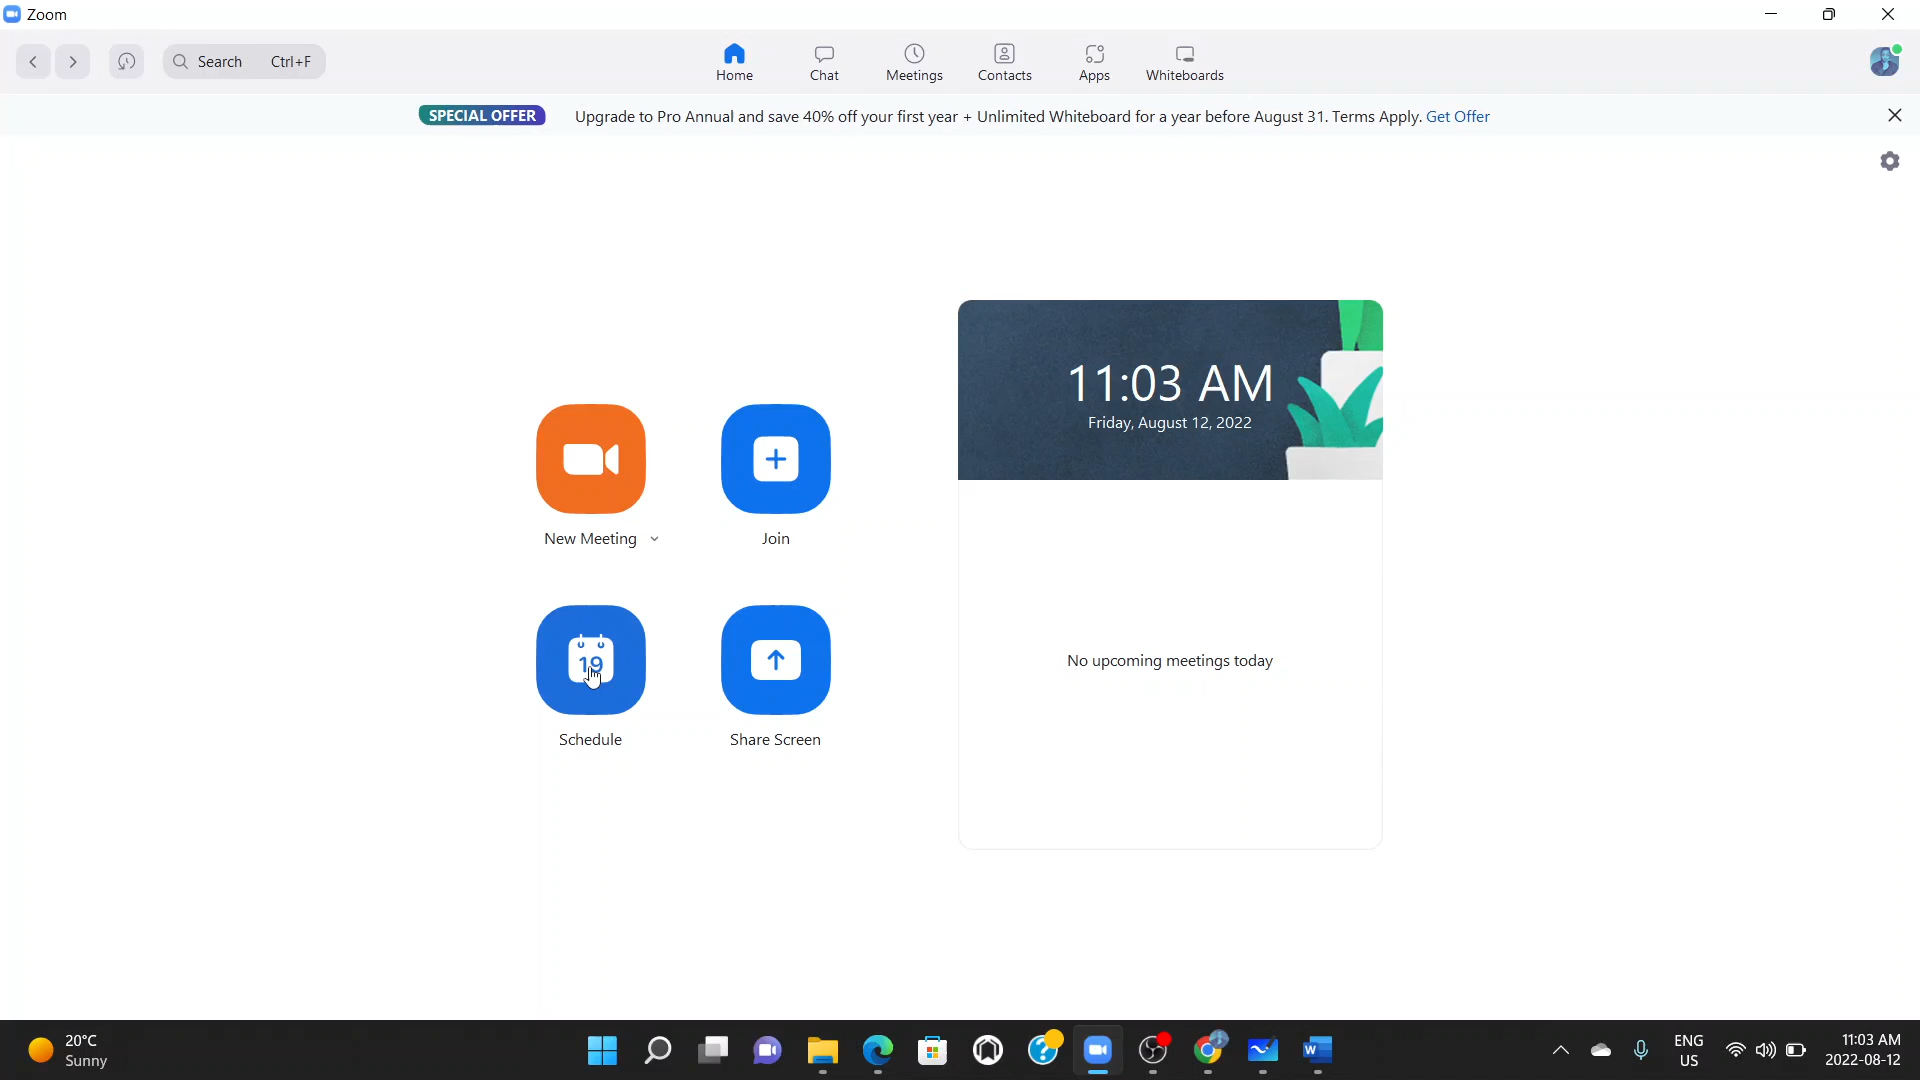 Zoom
Search Ctrl+F
Home
Chat
Meetings
Contacts
Apps
Whiteboards
SPECIAL OFFER Upgrade to Pro Annual and save 40% off your first year + Unlimited Whiteboard for a year before August 31. Terms Apply. Get Offer
11:03 AM
Friday, August 12, 2022
New Meeting
Join
19
Schedule
Share Screen
No upcoming meetings today
20°C
Sunny
ENG
US
11:03 AM
2022-08-12